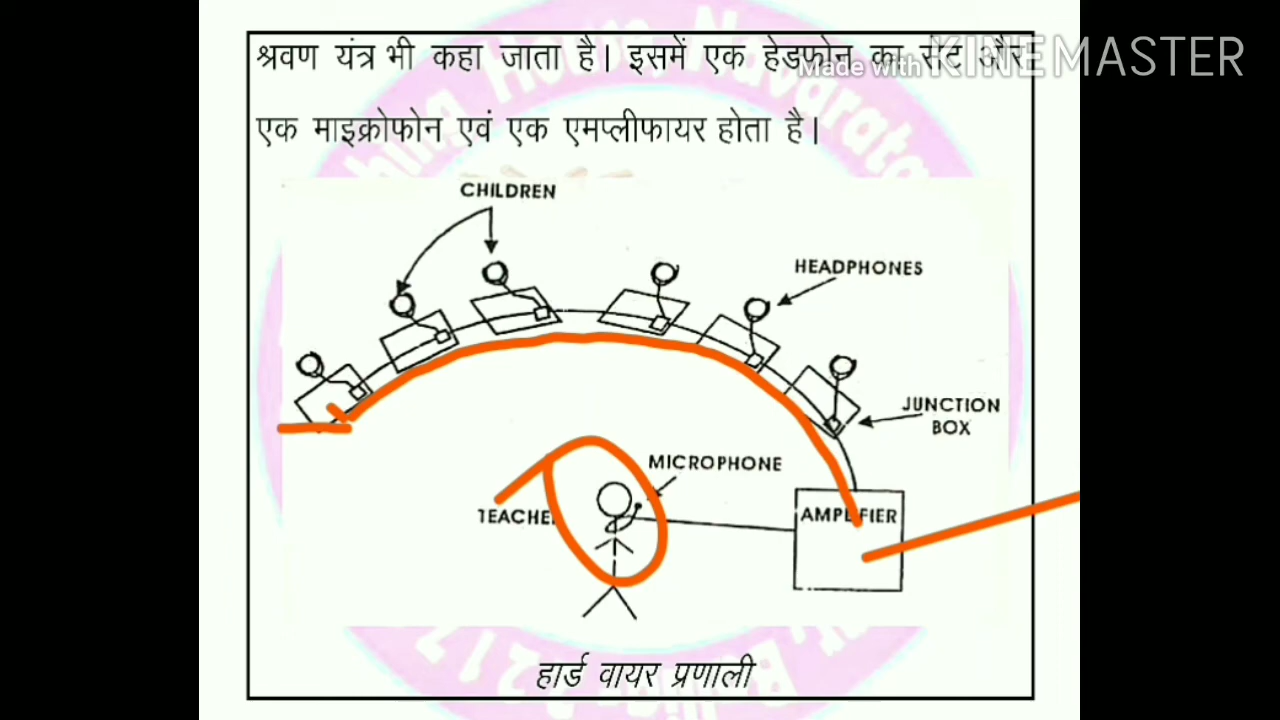 श्रवण यंत्र भी कहा जाता है। इसमें एक हेडफोन का सेट और
Made with KINEMASTER
एक माइक्रोफोन एवं एक एमप्लीफायर होता है।
CHILDREN
HEADPHONES
JUNCTION
BOX
MICROPHONE
TEACHE
AMPLIFIER
हार्ड वायर प्रणाली